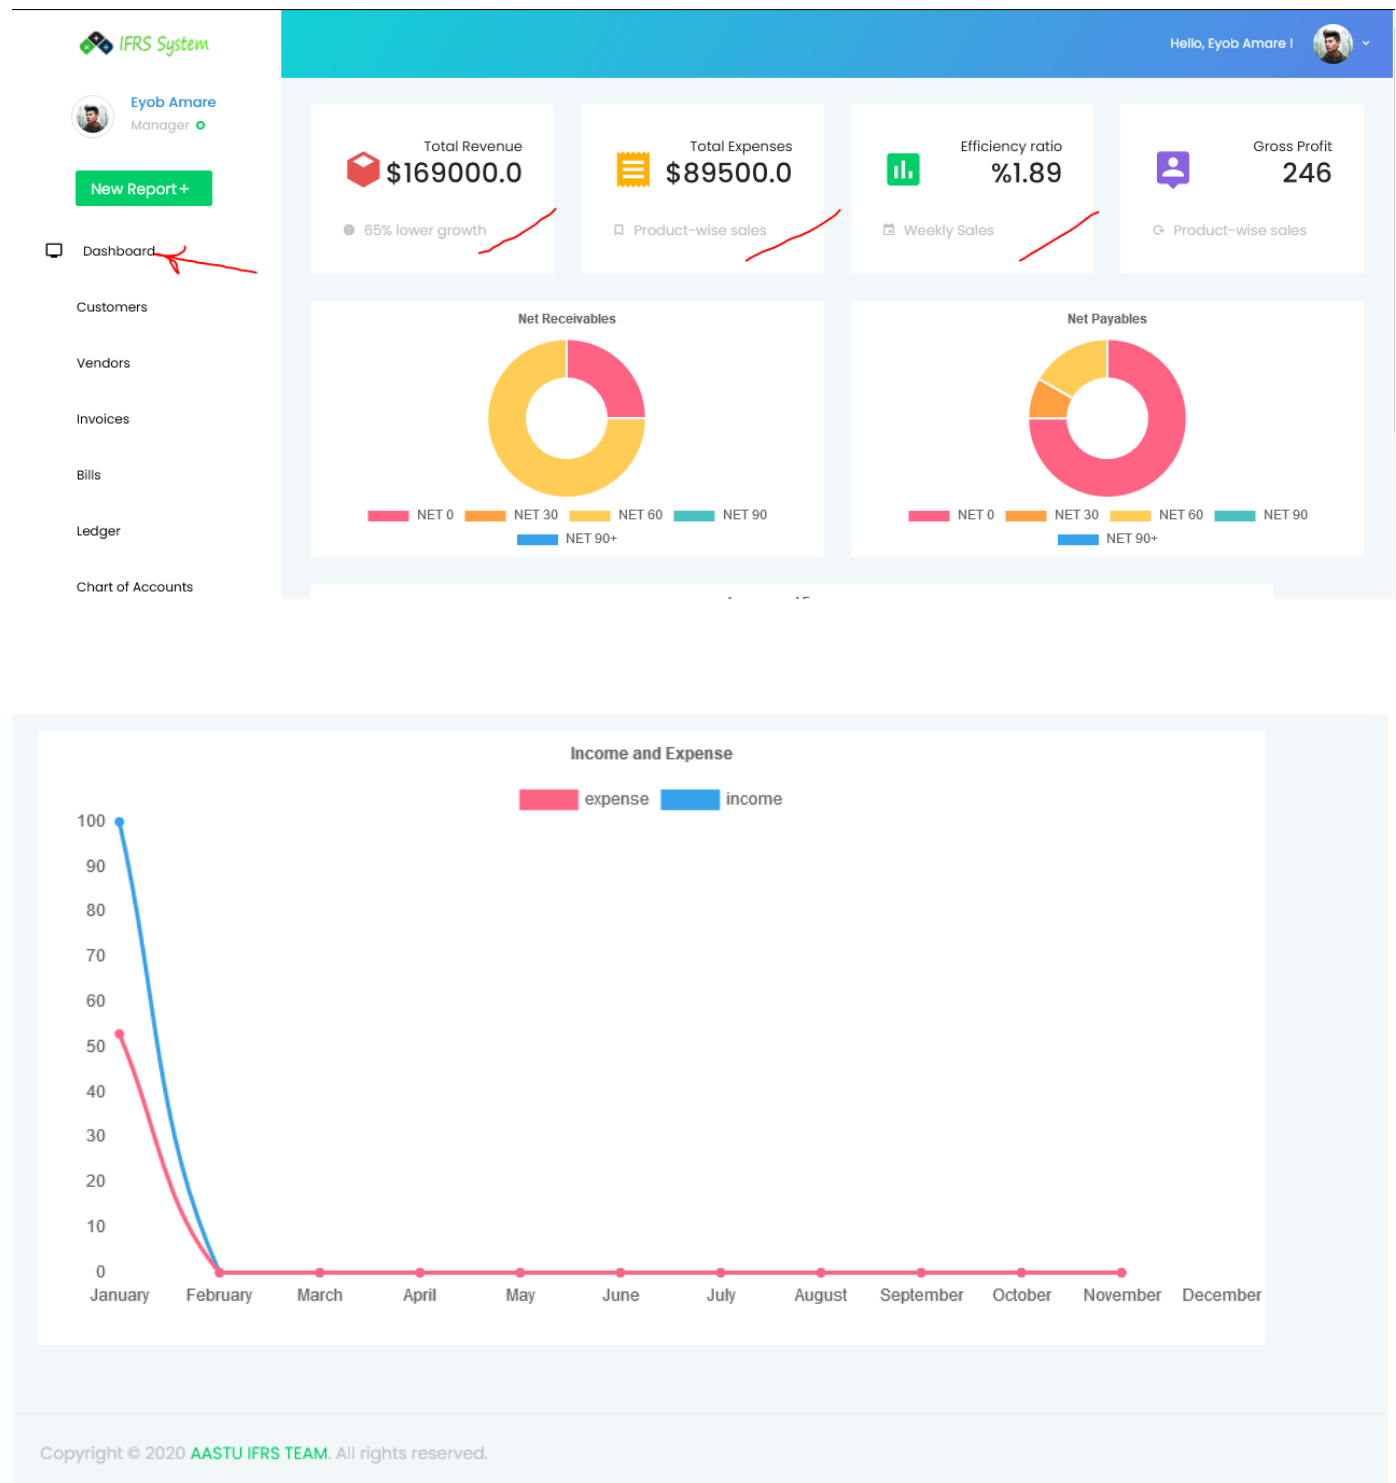 IFRS System
Hello, Eyob Amare !
Eyob Amare
Manager
New Report+
Dashboard
Customers
Vendors
Invoices
Bills
Ledger
Chart of Accounts
Total Revenue
$169000.0
65% lower growth
Total Expenses
$89500.0
Product-wise sales
Efficiency ratio
%1.89
Weekly Sales
Gross Profit
246
Product-wise sales
Net Receivables
NET 0 NET 30 NET 60 NET 90
NET 90+
Net Payables
NET 0 NET 30 NET 60 NET 90
NET 90+
Income and Expense
expense income
100
90
80
70
60
50
40
30
20
10
0
January February March April May June July August September October November December
Copyright © 2020 AASTU IFRS TEAM. All rights reserved.